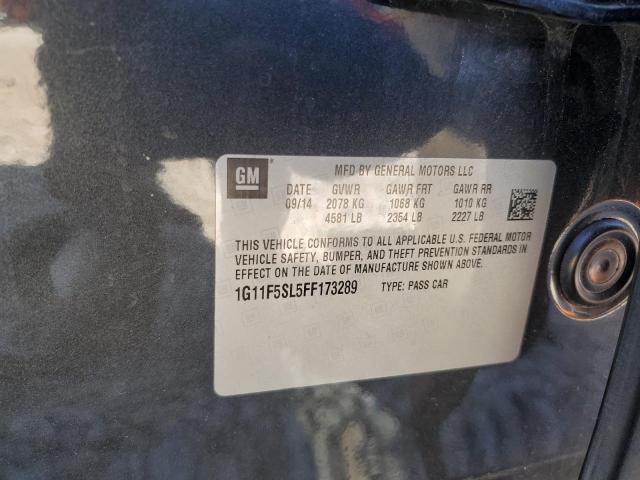 GM
MFD BY GENERAL MOTORS LLC
DATE GVWR GAWR FRT GAWR RR
09/14 2078 KG 1068 KG 1010 KG
4581 LB 2354 LB 2227 LB
THIS VEHICLE CONFORMS TO ALL APPLICABLE U.S. FEDERAL MOTOR
VEHICLE SAFETY, BUMPER, AND THEFT PREVENTION STANDARDS IN
EFFECT ON THE DATE OF MANUFACTURE SHOWN ABOVE.
1G11F5SL5FF173289 TYPE: PASS CAR